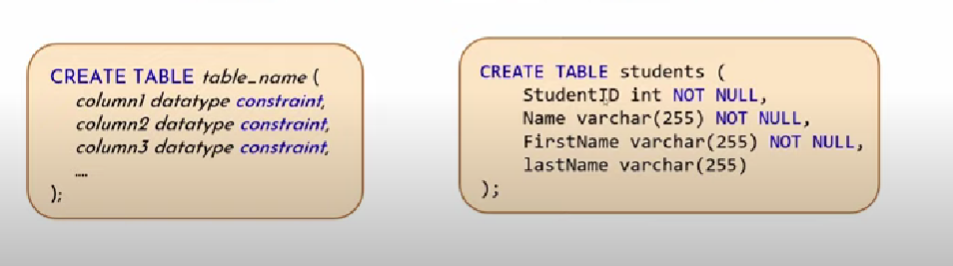 CREATE TABLE table_name (
column1 datatype constraint,
column2 datatype constraint,
column3 datatype constraint,
....
);
CREATE TABLE students (
StudentID int NOT NULL,
Name varchar(255) NOT NULL,
FirstName varchar(255) NOT NULL,
lastName varchar(255)
);